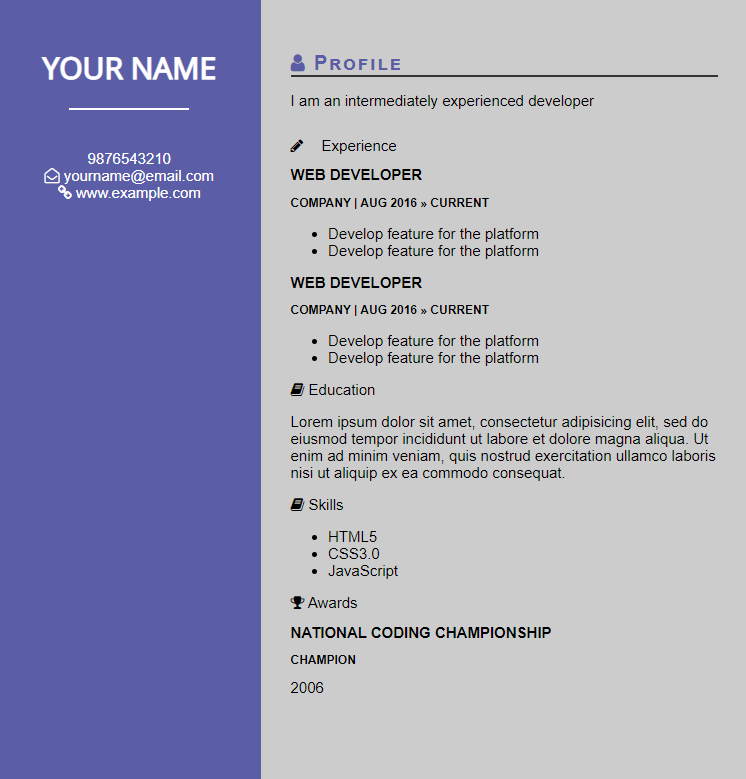 YOUR NAME
9876543210
yourname@email.com
www.example.com
Profile
I am an intermediately experienced developer
Experience
WEB DEVELOPER
COMPANY | AUG 2016 » CURRENT
• Develop feature for the platform
• Develop feature for the platform
WEB DEVELOPER
COMPANY | AUG 2016 » CURRENT
• Develop feature for the platform
• Develop feature for the platform
Education
Lorem ipsum dolor sit amet, consectetur adipisicing elit, sed do
eiusmod tempor incididunt ut labore et dolore magna aliqua. Ut
enim ad minim veniam, quis nostrud exercitation ullamco laboris
nisi ut aliquip ex ea commodo consequat.
Skills
• HTML5
• CSS3.0
• JavaScript
Awards
NATIONAL CODING CHAMPIONSHIP
CHAMPION
2006